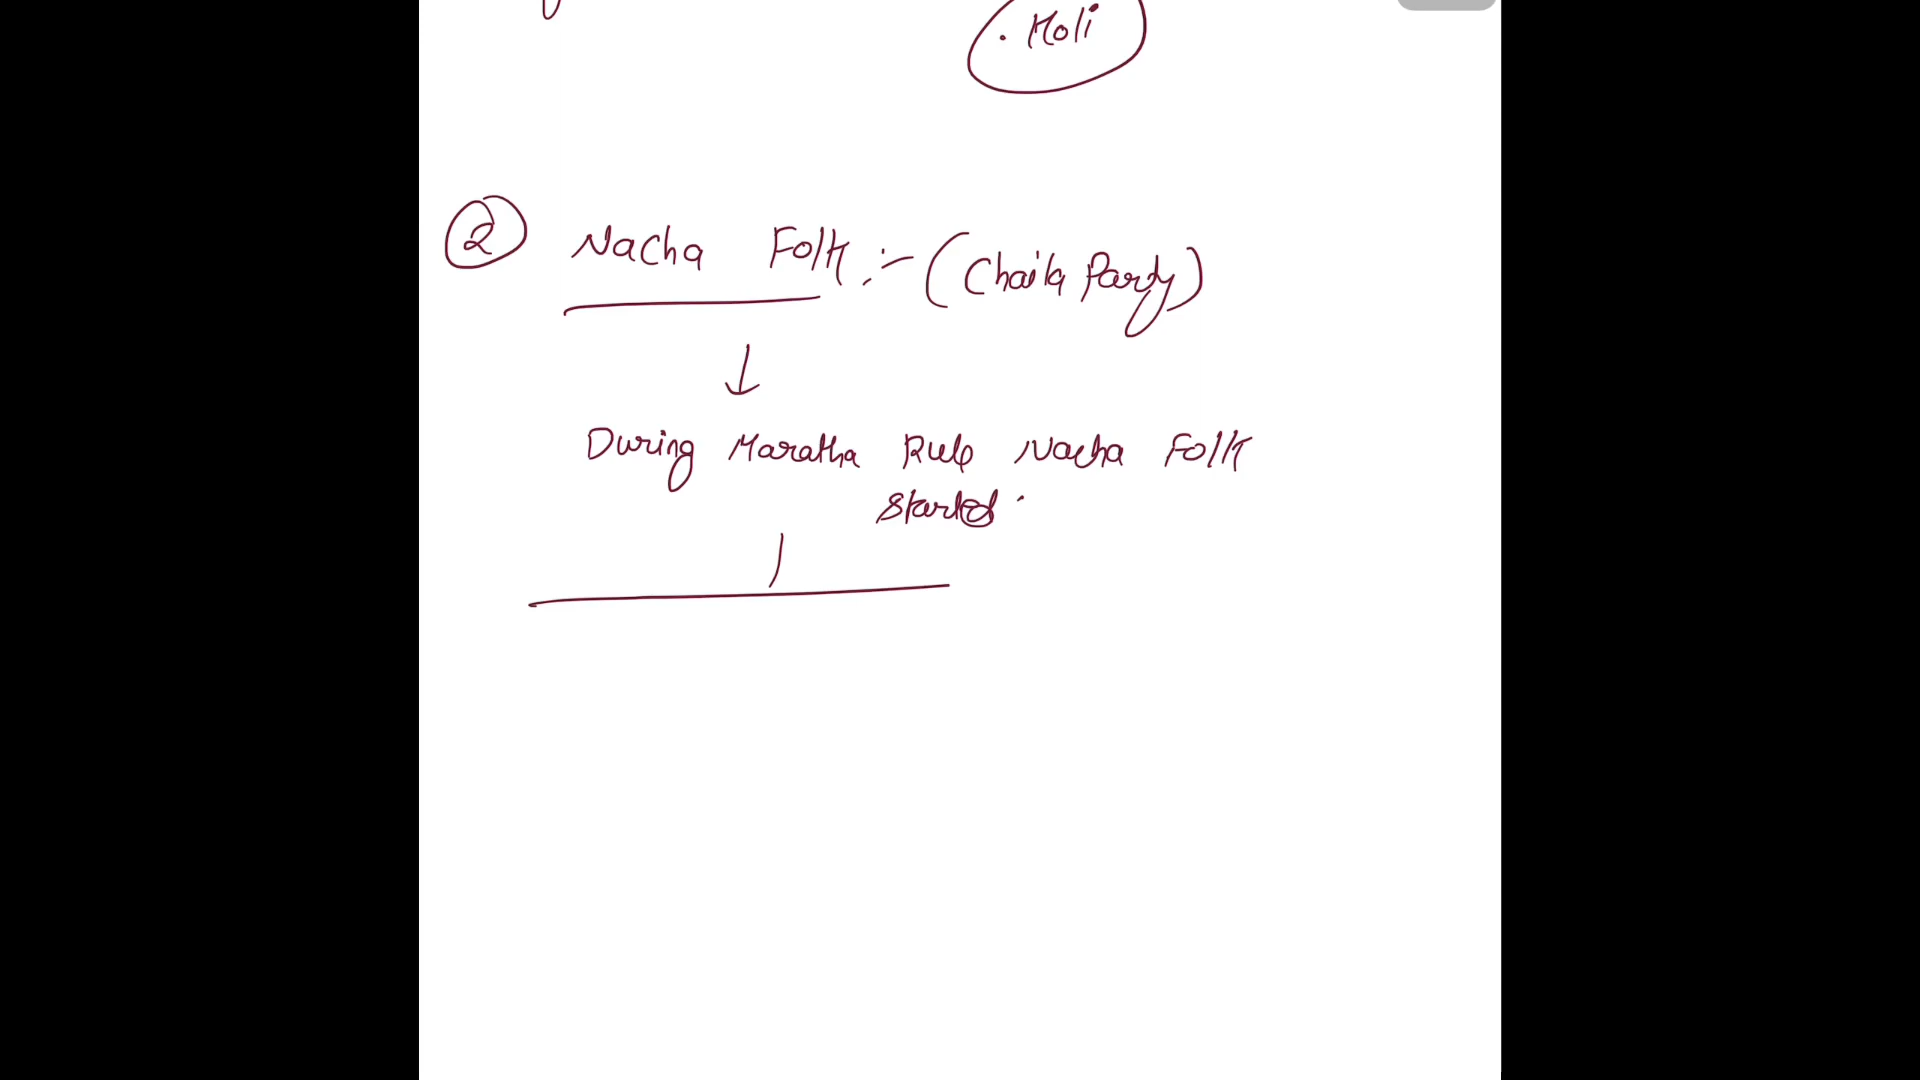 . Holi
② Nacha Folk :- (Chaila Party)
↓
During Maratha Rule Nacha Folk
Started .